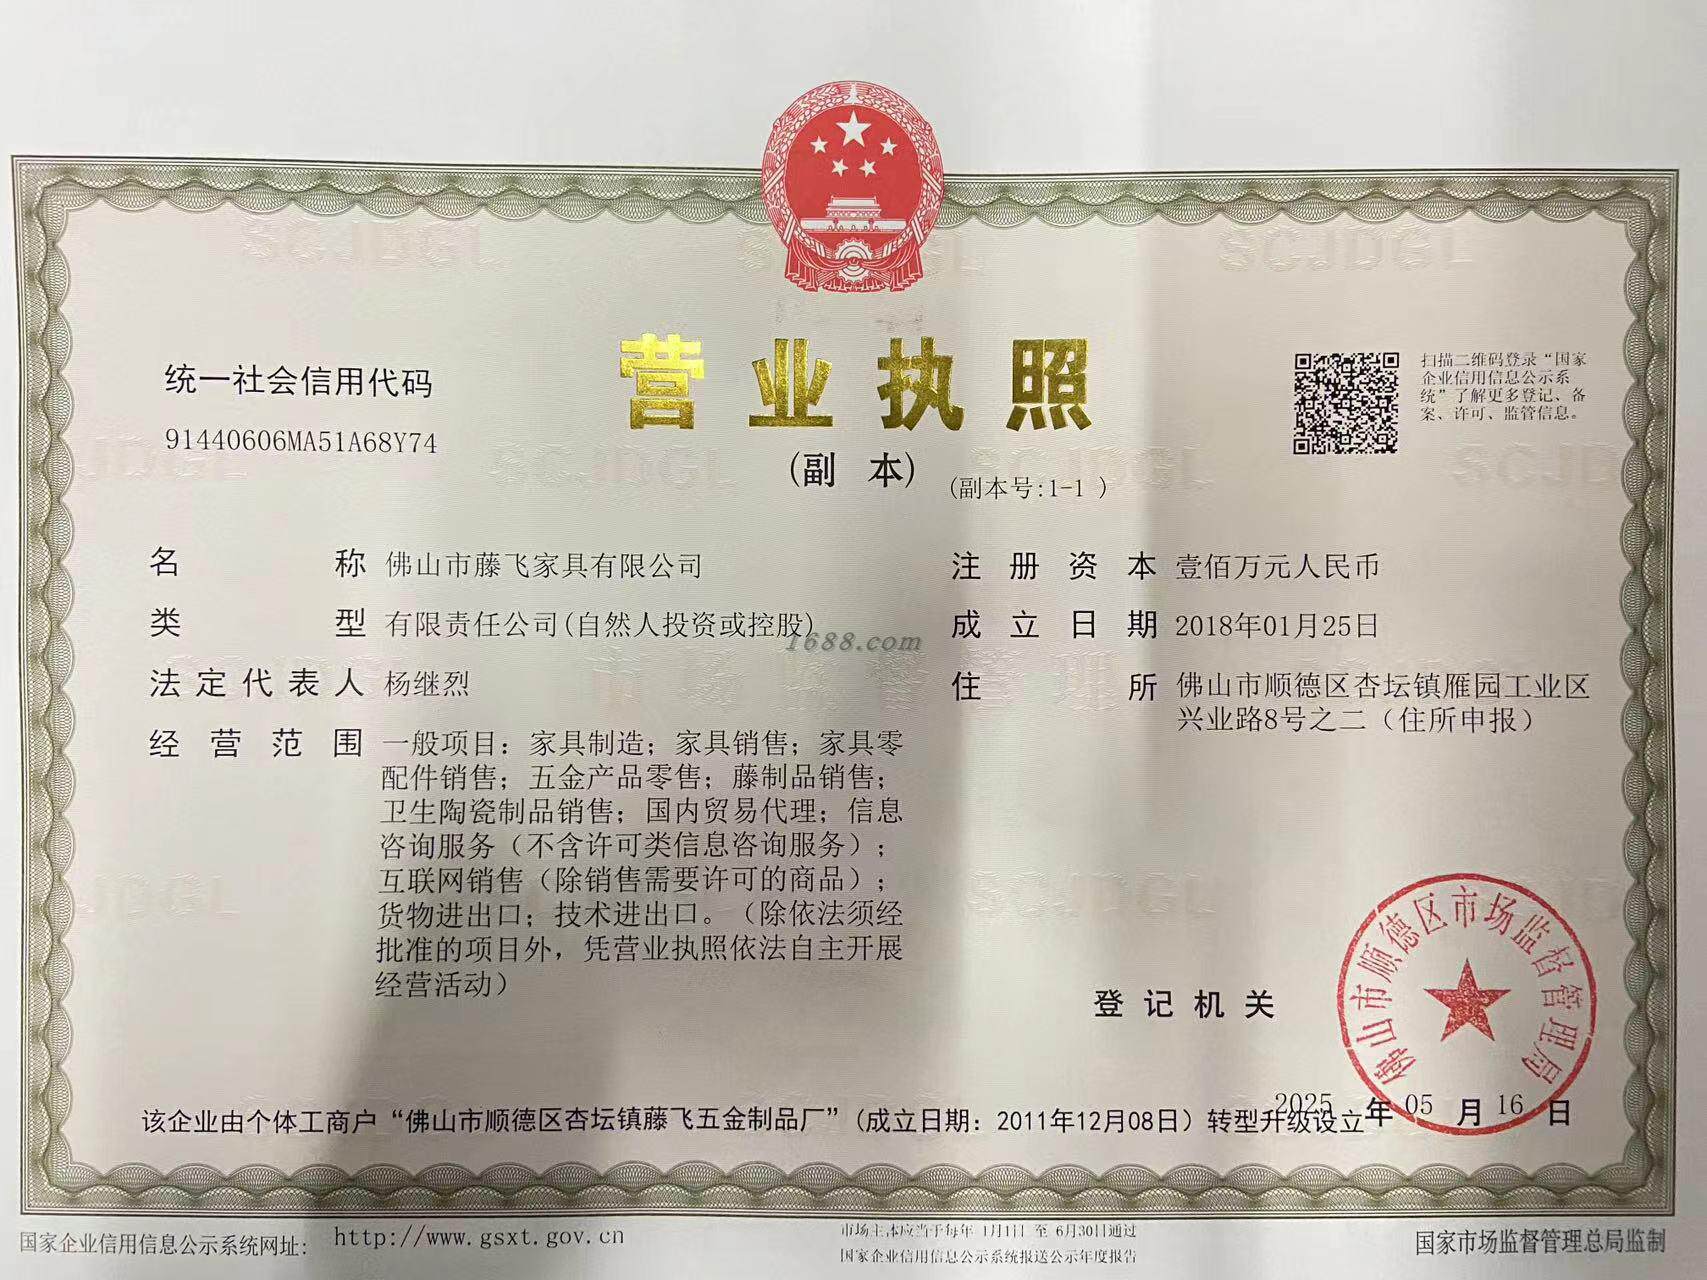 统一社会信用代码
91440606MA51A68Y74
营业执照
(副 本)
(副本号:1-1 )
扫描二维码登录“国家
企业信用信息公示系
统”了解更多登记、备
案、许可、监管信息。
名 称 佛山市藤飞家具有限公司
类 型 有限责任公司(自然人投资或控股)
法定代表人 杨继烈
经营范围 一般项目：家具制造；家具销售；家具零
配件销售；五金产品零售；藤制品销售；
卫生陶瓷制品销售；国内贸易代理；信息
咨询服务（不含许可类信息咨询服务）；
互联网销售（除销售需要许可的商品）；
货物进出口；技术进出口。（除依法须经
批准的项目外，凭营业执照依法自主开展
经营活动）
注册资本 壹佰万元人民币
成立日期 2018年01月25日
住 所 佛山市顺德区杏坛镇雁园工业区
兴业路8号之二（住所申报）
1688.com
登记机关
佛山市顺德区市场监督管理局
2025 年 05 月 16 日
该企业由个体工商户“佛山市顺德区杏坛镇藤飞五金制品厂”(成立日期：2011年12月08日）转型升级设立
国家企业信用信息公示系统网址：http://www.gsxt.gov.cn
市场主体应当于每年 1月1日 至 6月30日通过
国家企业信用信息公示系统报送公示年度报告
国家市场监督管理总局监制
SCJDGL
SCJDGL
SCJDGL